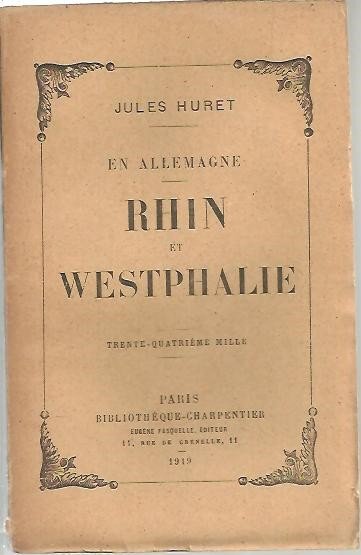 JULES HURET
EN ALLEMAGNE
RHIN
ET
WESTPHALIE
TRENTE-QUATRIÈME MILLE
PARIS
BIBLIOTHÈQUE-CHARPENTIER
EUGÈNE FASQUELLE, ÉDITEUR
11, RUE DE GRENELLE, 11
1919